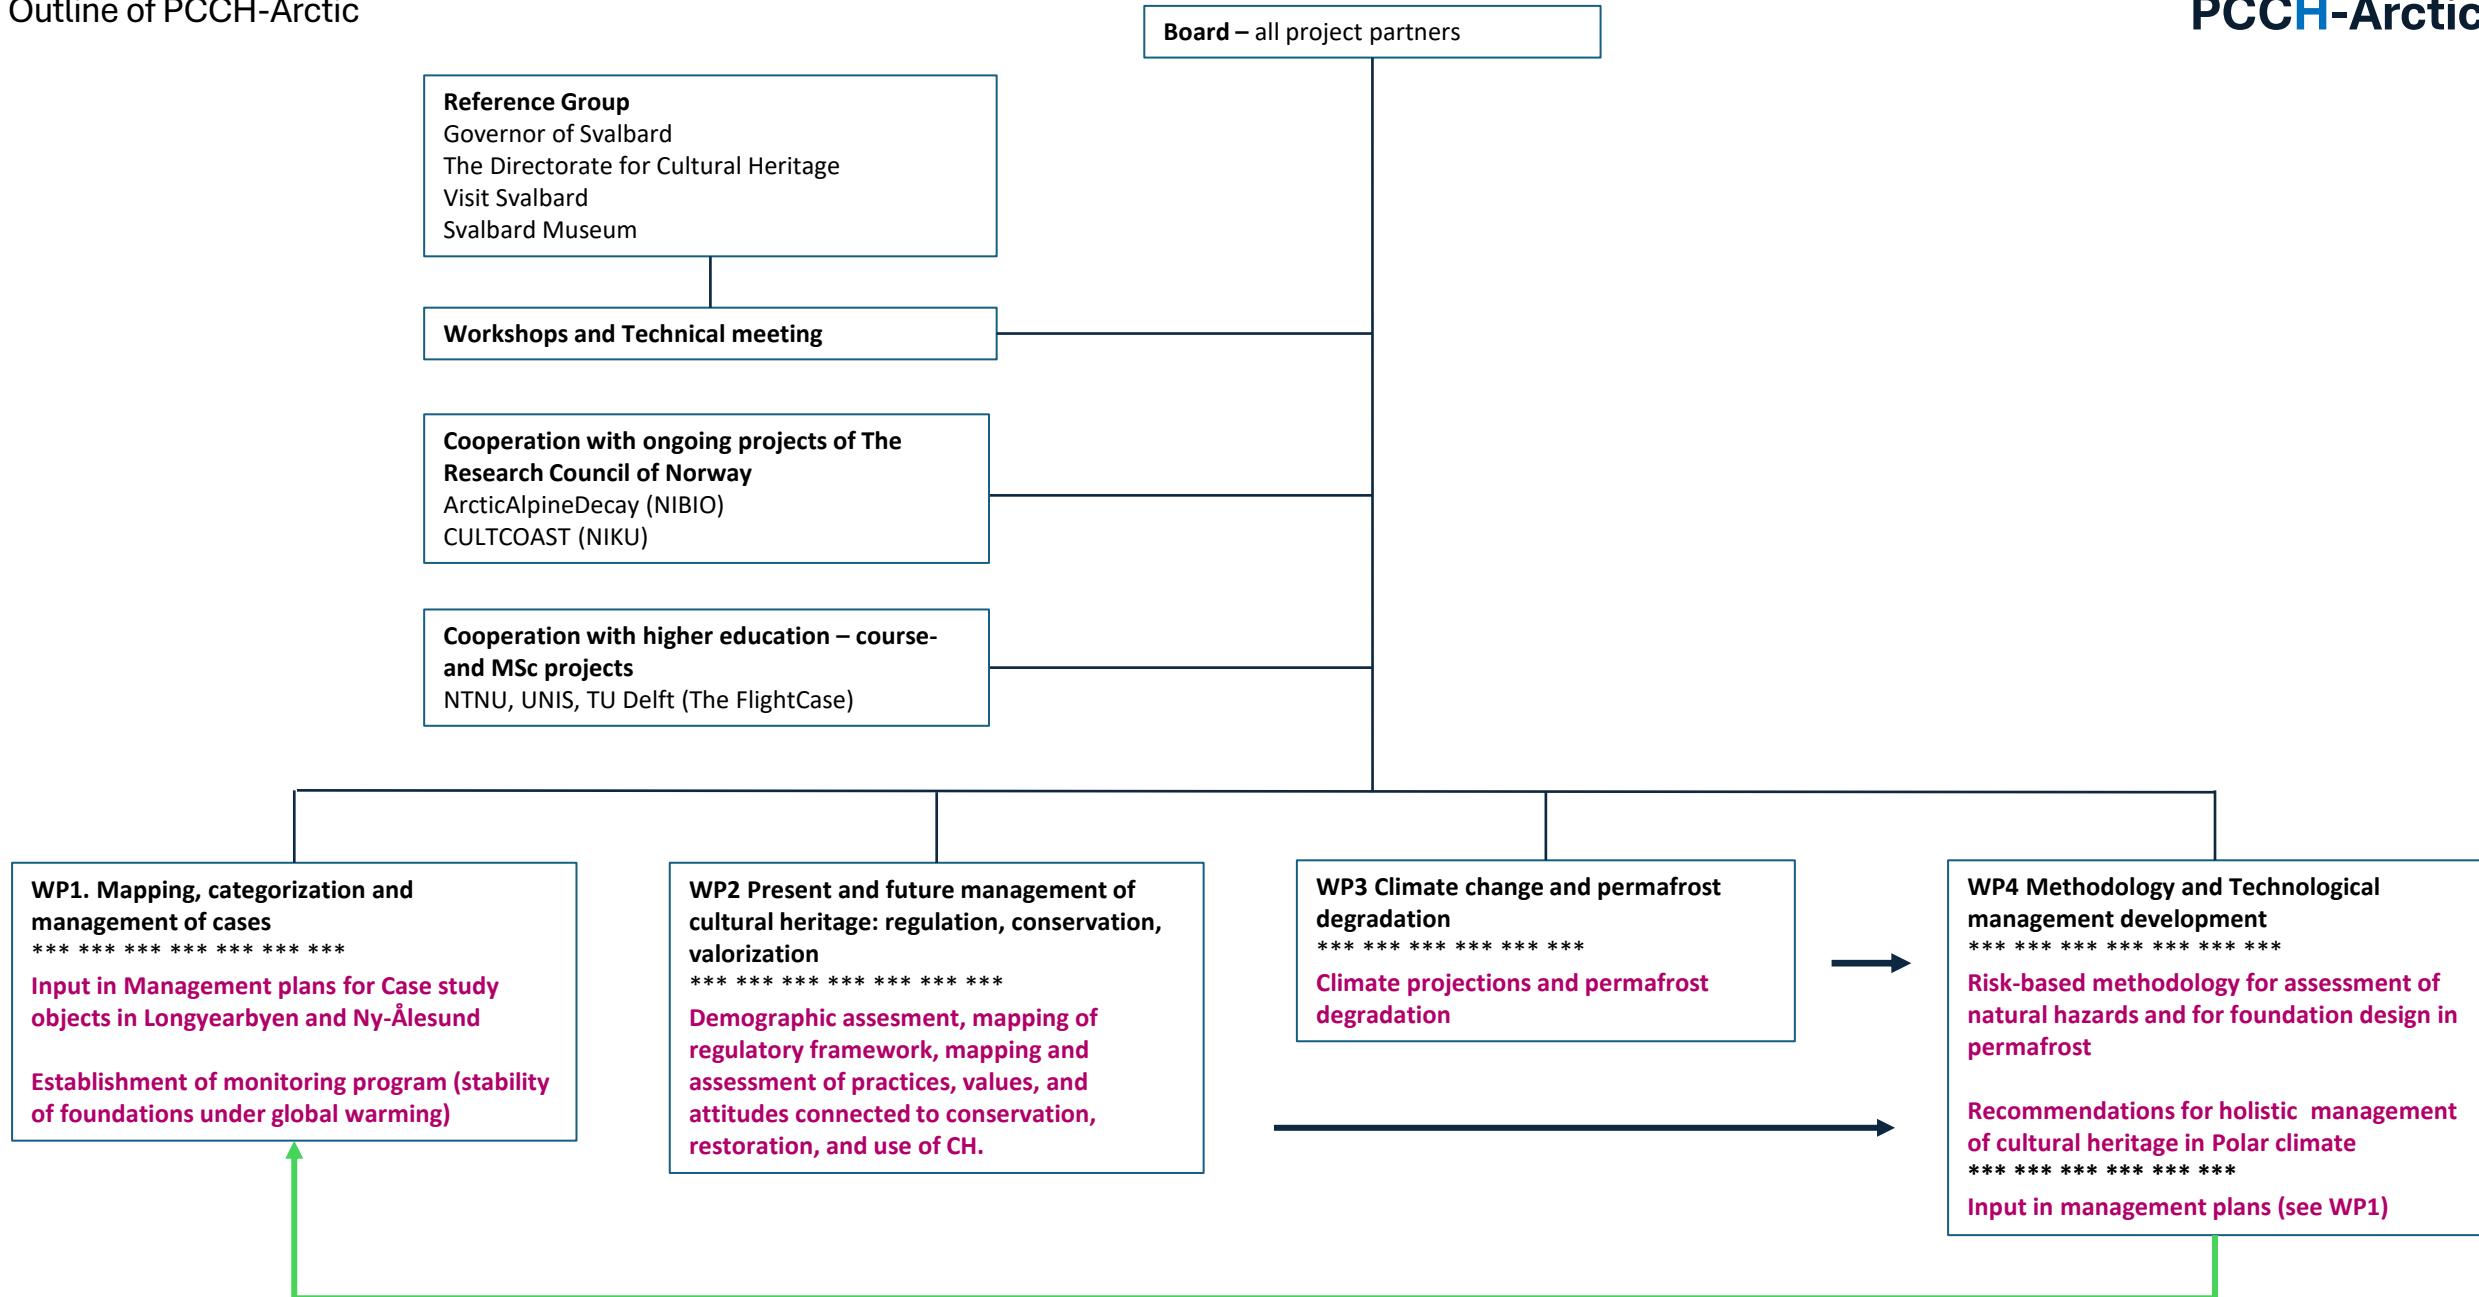 Outline of PCCH-Arctic
PCCH-Arctic
Board – all project partners
Reference Group
Governor of Svalbard
The Directorate for Cultural Heritage
Visit Svalbard
Svalbard Museum
Workshops and Technical meeting
Cooperation with ongoing projects of The
Research Council of Norway
ArcticAlpineDecay (NIBIO)
CULTCOAST (NIKU)
Cooperation with higher education – course-
and MSc projects
NTNU, UNIS, TU Delft (The FlightCase)
WP1. Mapping, categorization and
management of cases
*** *** *** *** *** *** ***
Input in Management plans for Case study
objects in Longyearbyen and Ny-Ålesund
Establishment of monitoring program (stability
of foundations under global warming)
WP2 Present and future management of
cultural heritage: regulation, conservation,
valorization
*** *** *** *** *** *** ***
Demographic assesment, mapping of
regulatory framework, mapping and
assessment of practices, values, and
attitudes connected to conservation,
restoration, and use of CH.
WP3 Climate change and permafrost
degradation
*** *** *** *** *** ***
Climate projections and permafrost
degradation
WP4 Methodology and Technological
management development
*** *** *** *** *** *** ***
Risk-based methodology for assessment of
natural hazards and for foundation design in
permafrost
Recommendations for holistic  management
of cultural heritage in Polar climate
*** *** *** *** *** ***
Input in management plans (see WP1)